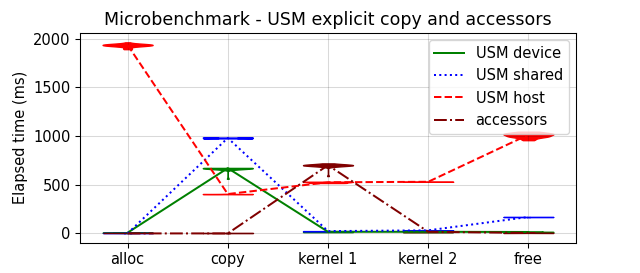 Microbenchmark - USM explicit copy and accessors
Elapsed time (ms)
2000
1500
1000
500
0
USM device
USM shared
USM host
accessors
alloc
copy
kernel 1
kernel 2
free